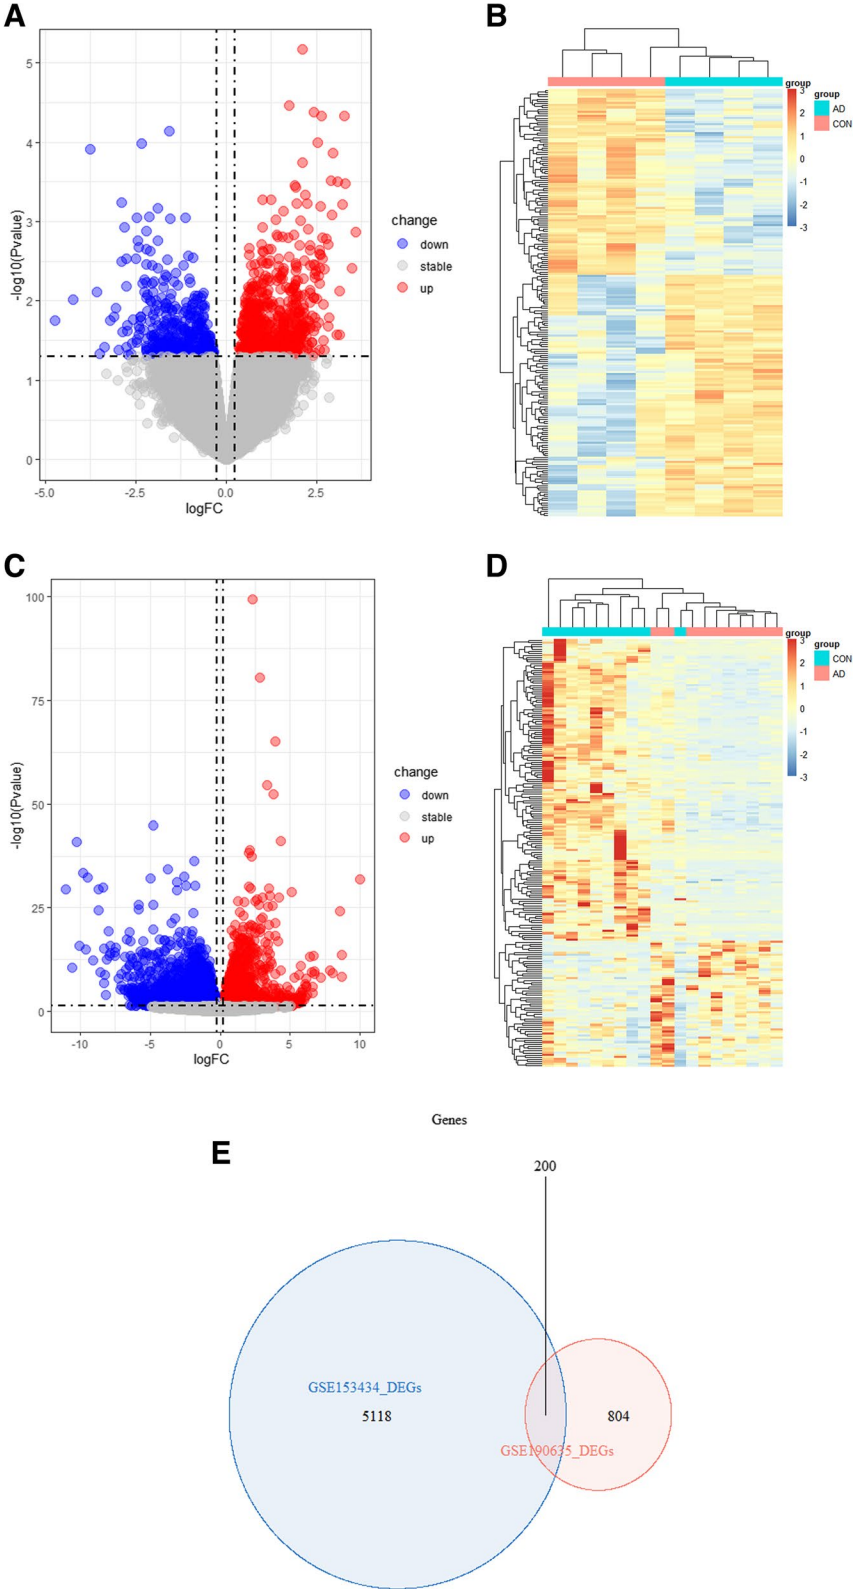 A
-log10(Pvalue)
5
4
3
2
1
0
-5.0
-2.5
0.0
2.5
logFC
change
down
stable
up
B
group
3
2
1
0
-1
-2
-3
group
AD
CON
C
-log10(Pvalue)
100
75
50
25
0
-10
-5
0
5
10
logFC
change
down
stable
up
D
group
3
2
1
0
-1
-2
-3
group
CON
AD
Genes
E
200
GSE153434_DEGs
5118
804
GSE190635_DEGs